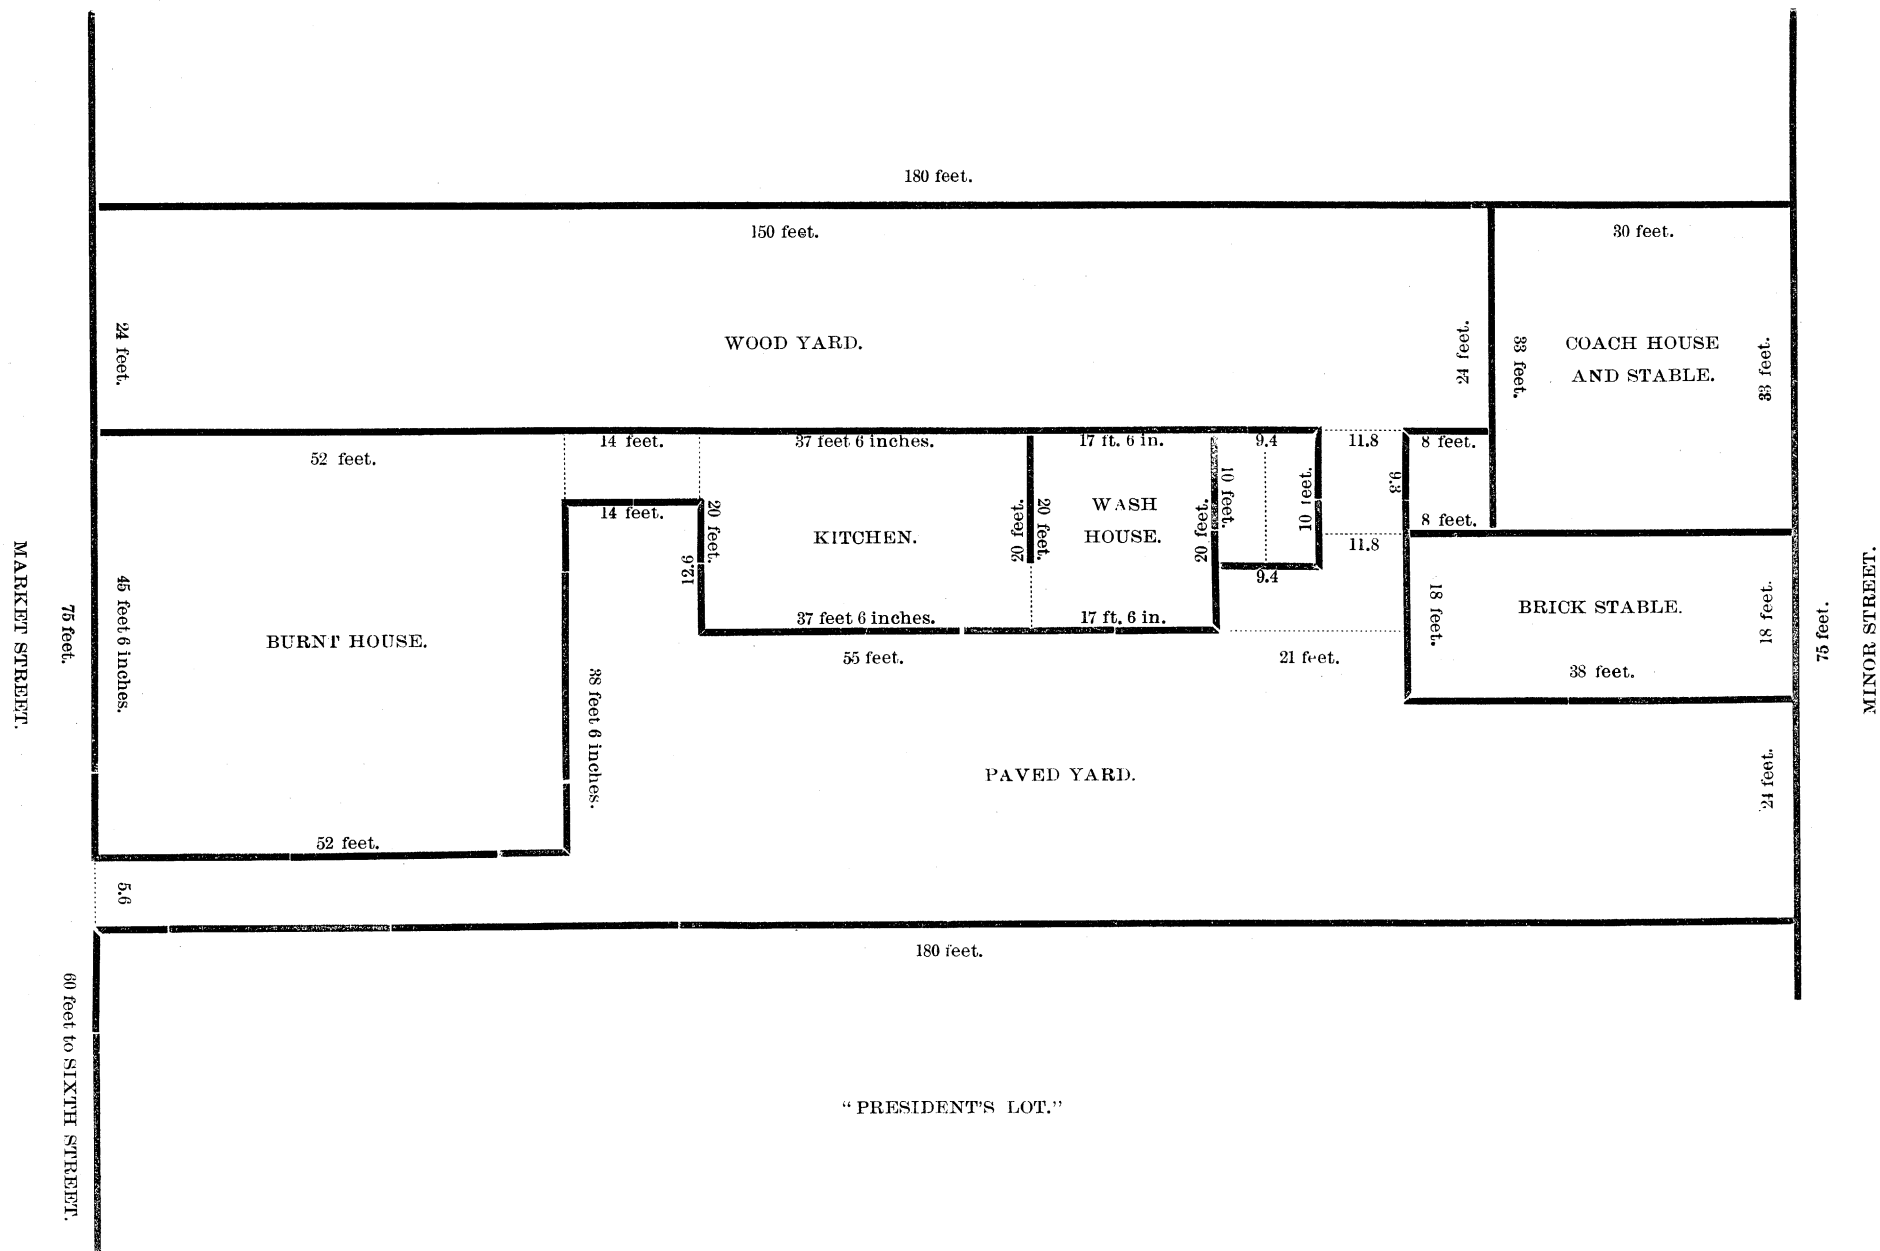 180 feet.
150 feet.
30 feet.
24 feet.
WOOD YARD.
24 feet.
33 feet.
COACH HOUSE
AND STABLE.
33 feet.
52 feet.
14 feet.
37 feet 6 inches.
17 ft. 6 in.
9.4
11.8
8 feet.
14 feet.
20 feet.
12.6
KITCHEN.
20 feet.
20 feet.
WASH
HOUSE.
20 feet.
10 feet.
10 feet.
9.3
8 feet.
11.8
9.4
MARKET STREET.
75 feet.
45 feet 6 inches.
BURNT HOUSE.
38 feet 6 inches.
37 feet 6 inches.
17 ft. 6 in.
55 feet.
21 feet.
18 feet.
BRICK STABLE.
18 feet.
38 feet.
75 feet.
MINOR STREET.
PAVED YARD.
24 feet.
52 feet.
5.6
180 feet.
60 feet to SIXTH STREET.
"PRESIDENT'S LOT."